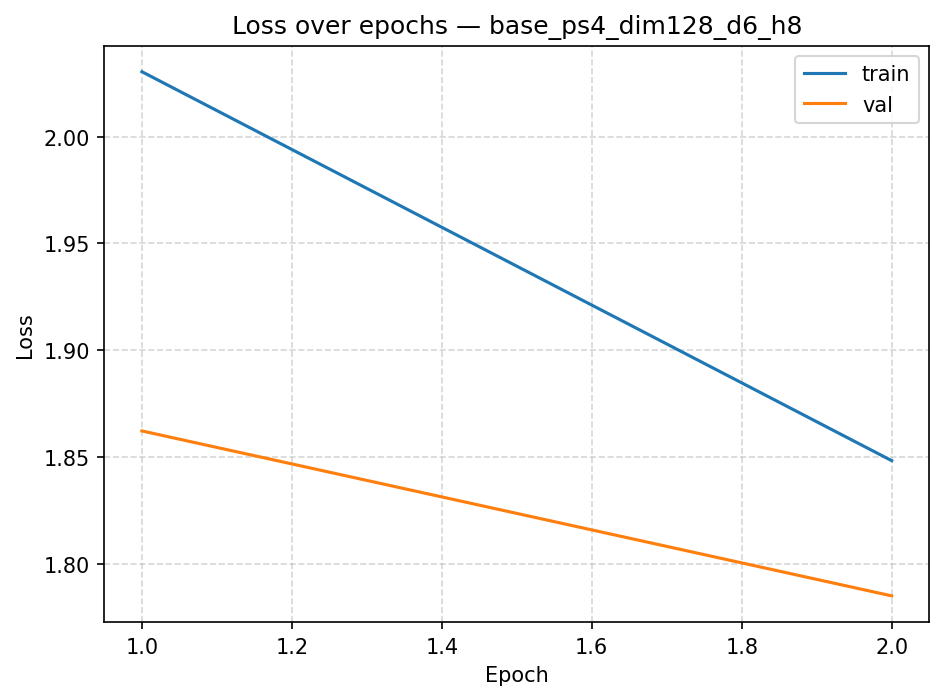 Loss over epochs — base_ps4_dim128_d6_h8
train
val
2.00
1.95
1.90
1.85
1.80
Loss
1.0 1.2 1.4 1.6 1.8 2.0
Epoch